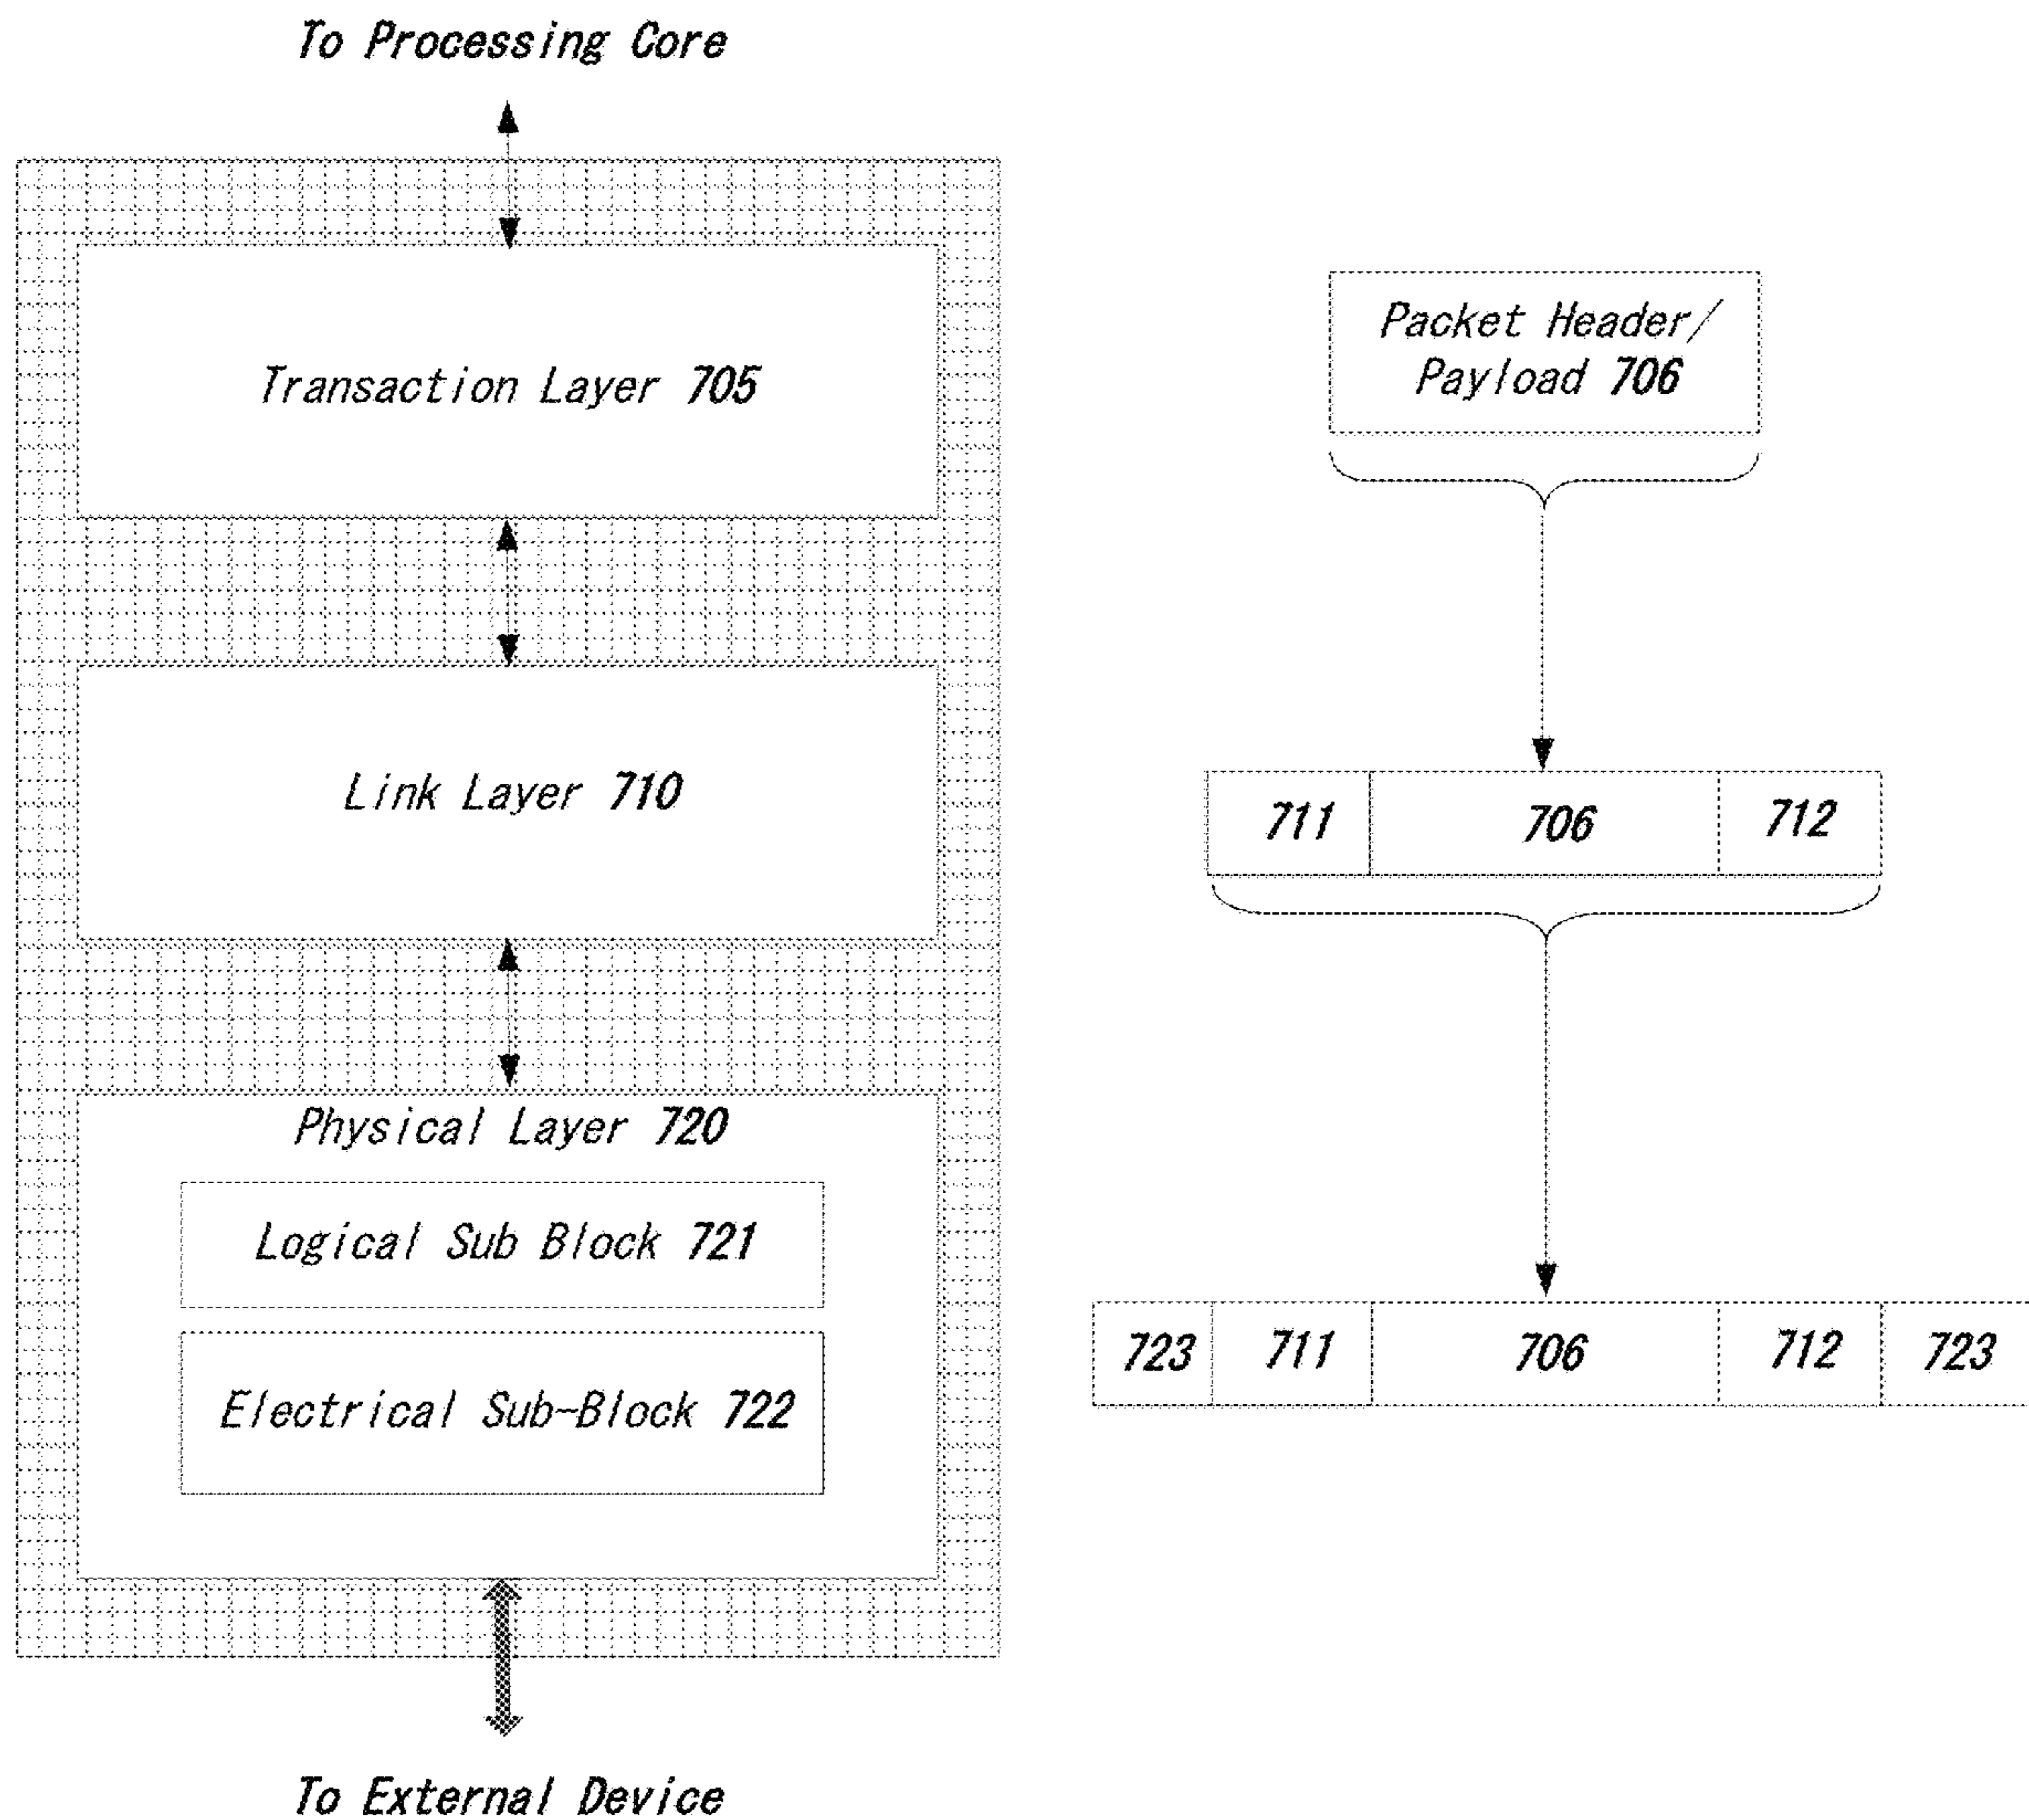 To Processing Core
Transaction Layer 705
Packet Header/
Payload 706
Link Layer 710
711 706 712
Physical Layer 720
Logical Sub Block 721
Electrical Sub-Block 722
723 711 706 712 723
To External Device